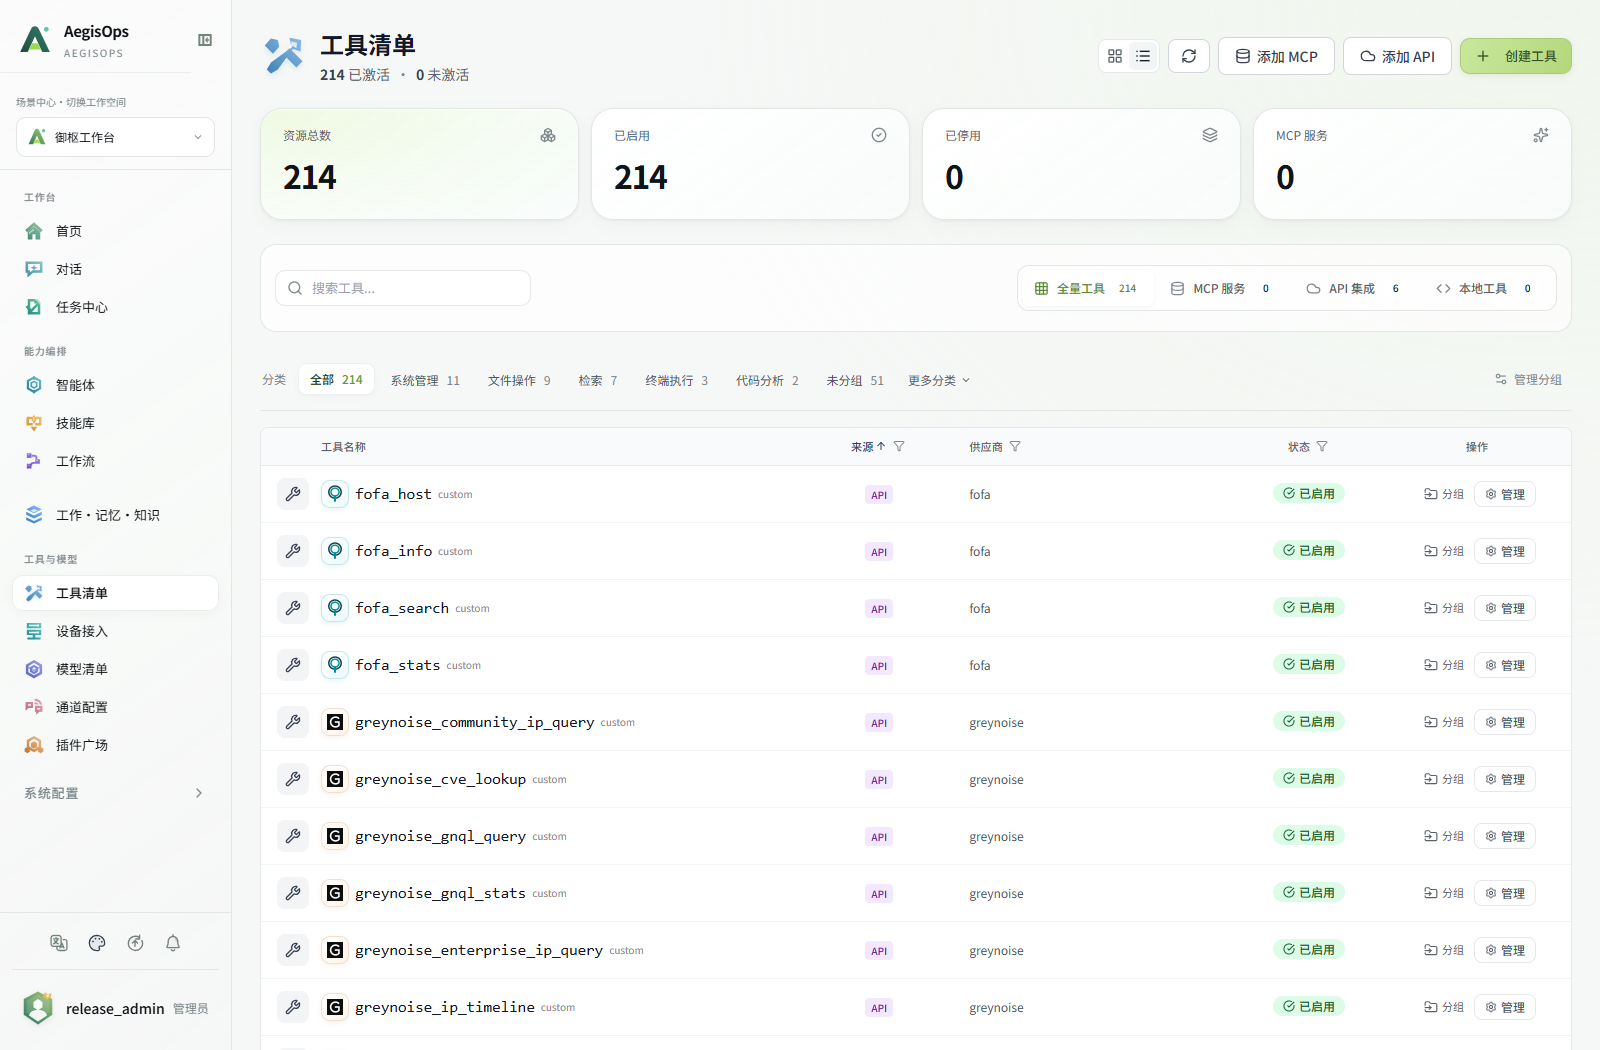 AegisOps
AEGISOPS
场景中心・切换工作空间
御枢工作台
工作台
首页
对话
任务中心
能力编排
智能体
技能库
工作流
工作・记忆・知识
工具与模型
工具清单
设备接入
模型清单
通道配置
插件广场
系统配置
release_admin 管理员
工具清单
214 已激活 • 0 未激活
添加 MCP
添加 API
创建工具
资源总数
214
已启用
214
已停用
0
MCP 服务
0
搜索工具...
全量工具 214 MCP 服务 0 API 集成 6 本地工具 0
分类 全部 214 系统管理 11 文件操作 9 检索 7 终端执行 3 代码分析 2 未分组 51 更多分类 管理分组
工具名称 来源 供应商 状态 操作
fofa_host custom API fofa 已启用 分组 管理
fofa_info custom API fofa 已启用 分组 管理
fofa_search custom API fofa 已启用 分组 管理
fofa_stats custom API fofa 已启用 分组 管理
G greynoise_community_ip_query custom API greynoise 已启用 分组 管理
G greynoise_cve_lookup custom API greynoise 已启用 分组 管理
G greynoise_gnql_query custom API greynoise 已启用 分组 管理
G greynoise_gnql_stats custom API greynoise 已启用 分组 管理
G greynoise_enterprise_ip_query custom API greynoise 已启用 分组 管理
G greynoise_ip_timeline custom API greynoise 已启用 分组 管理